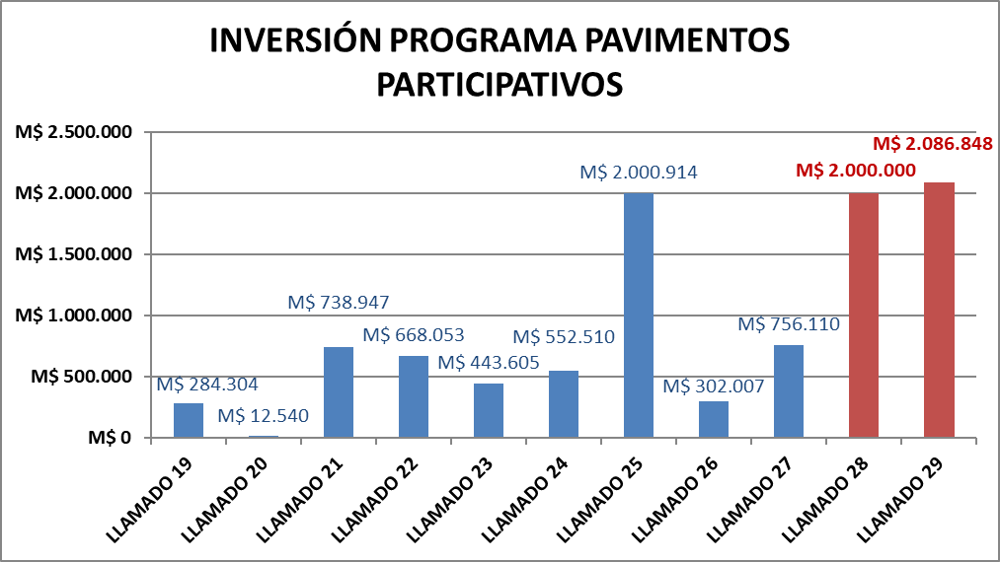 INVERSIÓN PROGRAMA PAVIMENTOS
PARTICIPATIVOS
M$ 2.500.000
M$ 2.000.000
M$ 1.500.000
M$ 1.000.000
M$ 500.000
M$ 0
M$ 284.304
M$ 12.540
M$ 738.947
M$ 668.053
M$ 443.605
M$ 552.510
M$ 2.000.914
M$ 302.007
M$ 756.110
M$ 2.000.000
M$ 2.086.848
LLAMADO 19
LLAMADO 20
LLAMADO 21
LLAMADO 22
LLAMADO 23
LLAMADO 24
LLAMADO 25
LLAMADO 26
LLAMADO 27
LLAMADO 28
LLAMADO 29